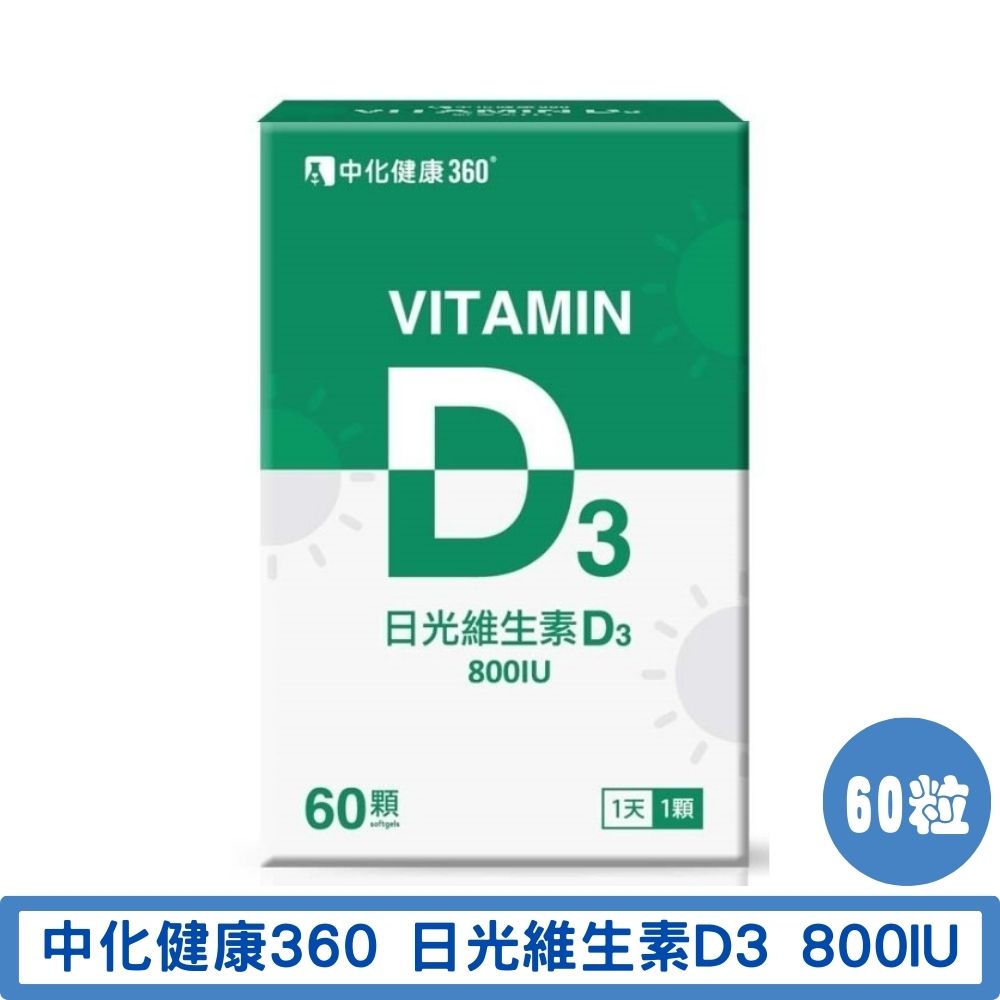 VITAMIN D3
中化健康360®
VITAMIN
D3
日光維生素D3
800IU
60顆
softgels
1天 1顆
60粒
中化健康360 日光維生素D3 800IU